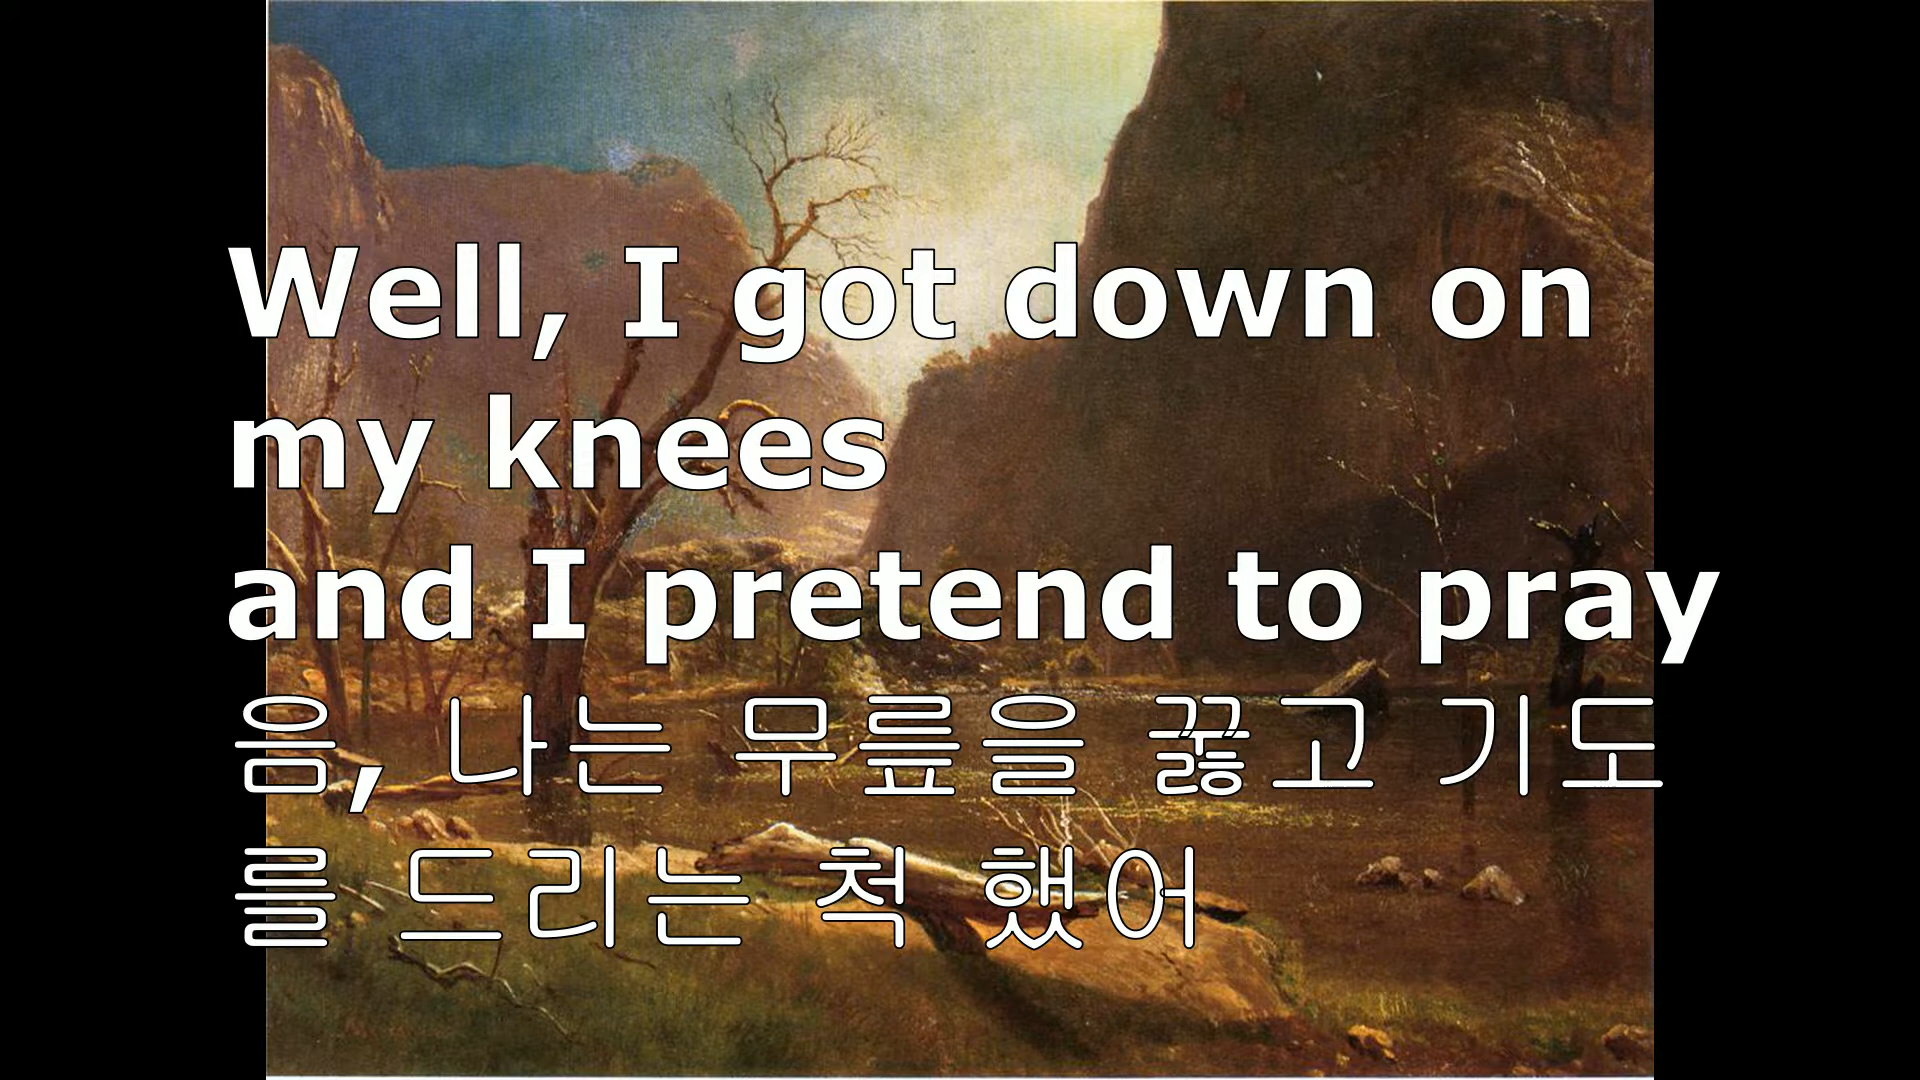 Well, I got down on
my knees
and I pretend to pray
음, 나는 무릎을 꿇고 기도
를 드리는 척 했어